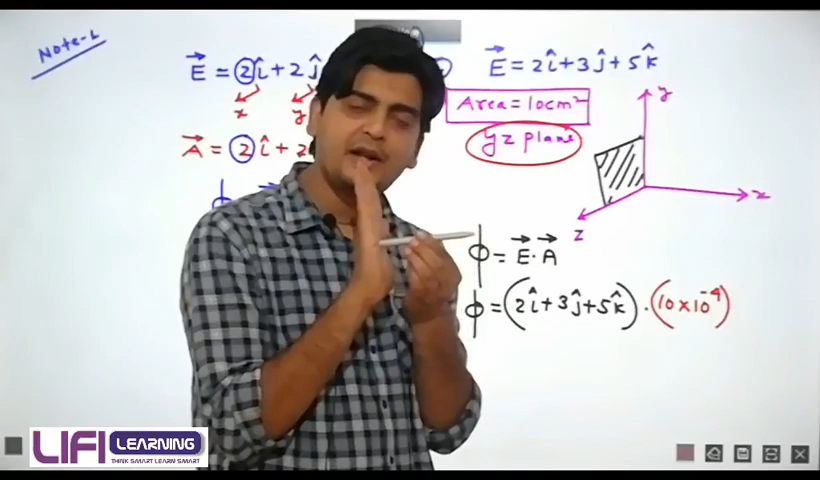 Note-L
E = 2î + 2ĵ
x
y
A = 2î + 2
ϕ
E = 2î + 3ĵ + 5k̂
Area = 10cm²
yz plane
y
x
z
ϕ = E · A
ϕ = (2î + 3ĵ + 5k̂) · (10 × 10⁻⁴)
LIFI LEARNING
THINK SMART LEARN SMART